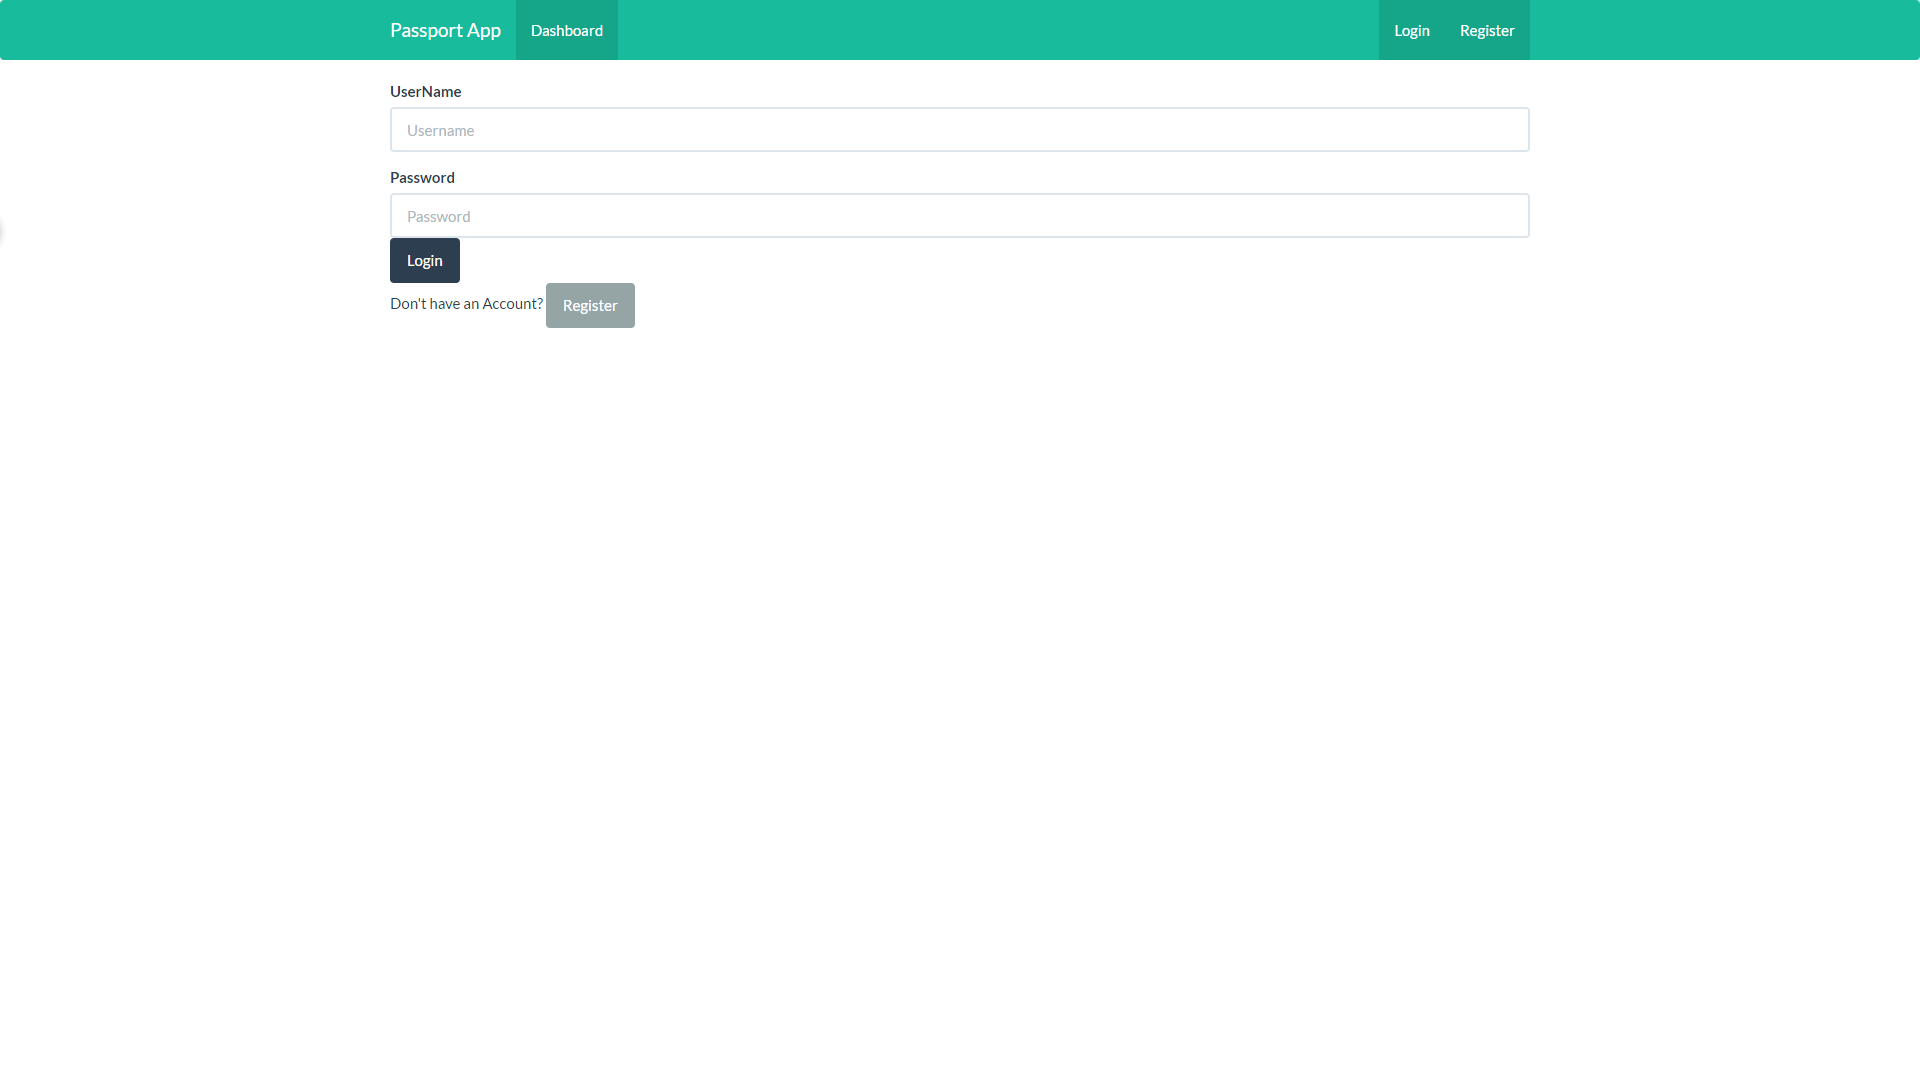 Passport App Dashboard Login Register
UserName
Username
Password
Password
Login
Don't have an Account? Register